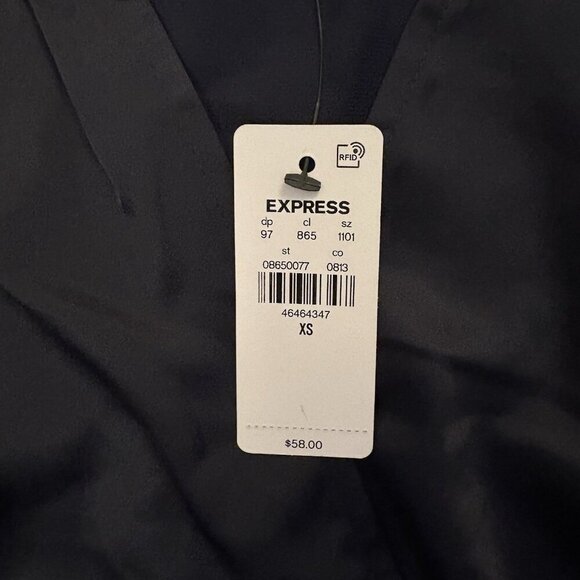 RFID
EXPRESS
dp cl sz
97 865 1101
st co
08650077 0813
46464347
XS
$58.00